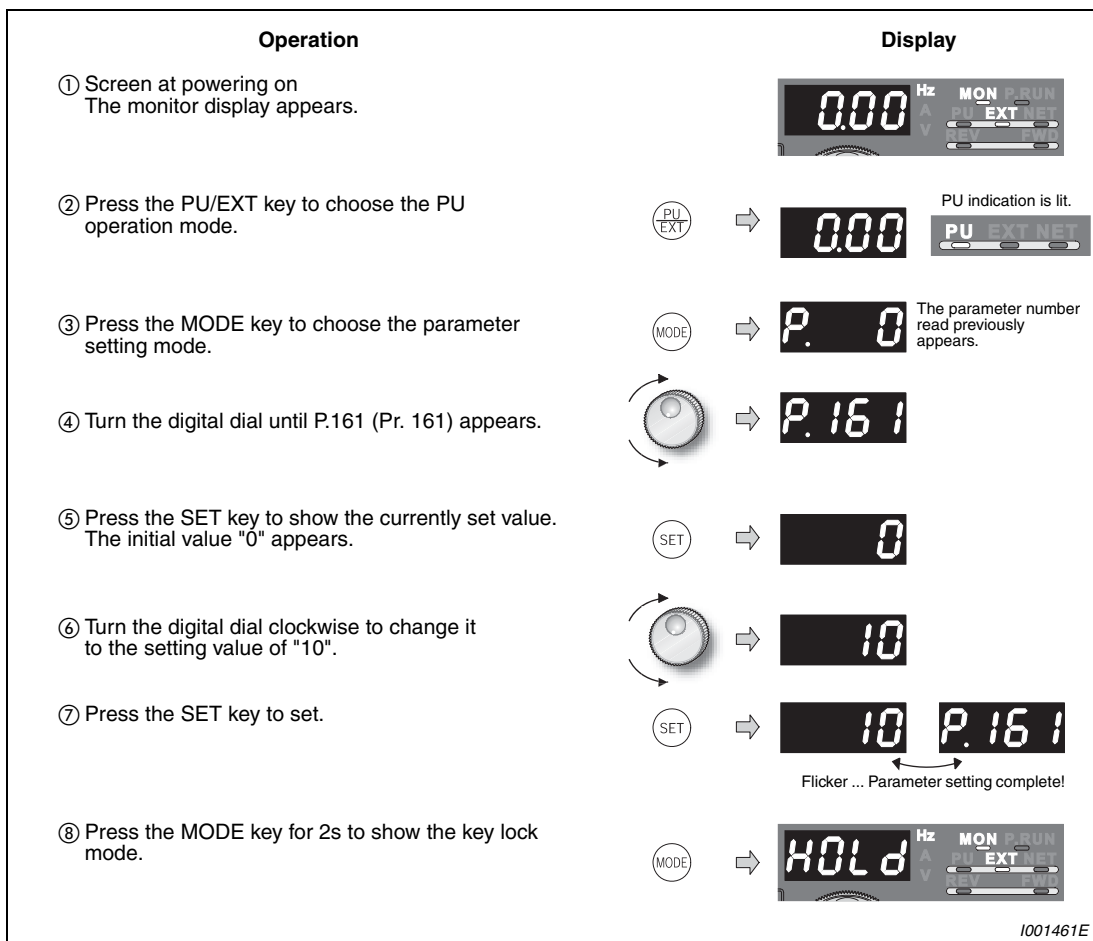 Operation
Display
① Screen at powering on
The monitor display appears.
0.00
Hz
A
V
MON P.RUN
PU EXT NET
REV FWD
② Press the PU/EXT key to choose the PU
operation mode.
PU
EXT
0.00
PU indication is lit.
PU EXT NET
③ Press the MODE key to choose the parameter
setting mode.
MODE
P. 0
The parameter number
read previously
appears.
④ Turn the digital dial until P.161 (Pr. 161) appears.
P.161
⑤ Press the SET key to show the currently set value.
The initial value "0" appears.
SET
0
⑥ Turn the digital dial clockwise to change it
to the setting value of "10".
10
⑦ Press the SET key to set.
SET
10
P.161
Flicker ... Parameter setting complete!
⑧ Press the MODE key for 2s to show the key lock
mode.
MODE
HOLd
Hz
A
V
MON P.RUN
PU EXT NET
REV FWD
I001461E